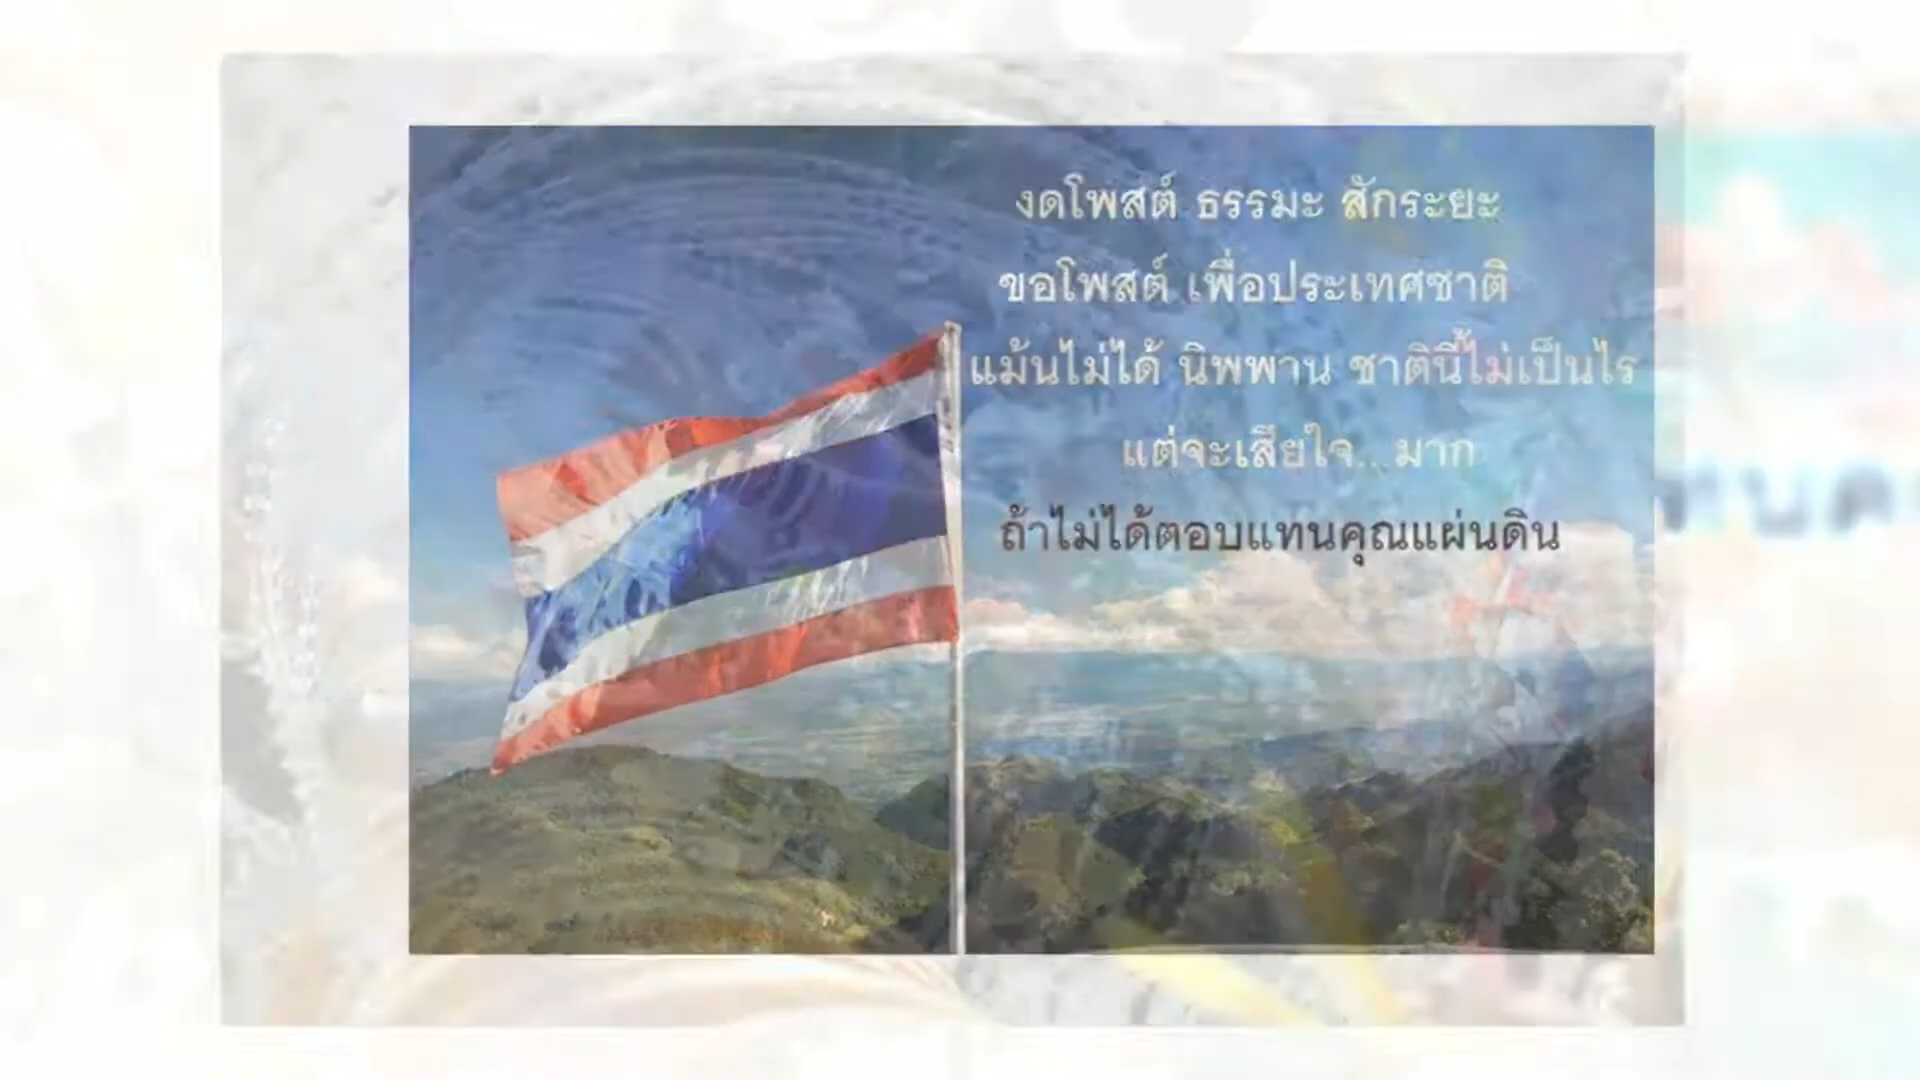 งดโพสต์ ธรรมะ สักระยะ
ขอโพสต์ เพื่อประเทศชาติ
แม้นไม่ได้ นิพพาน ชาตินี้ไม่เป็นไร
แต่จะเสียใจ...มาก
ถ้าไม่ได้ตอบแทนคุณแผ่นดิน